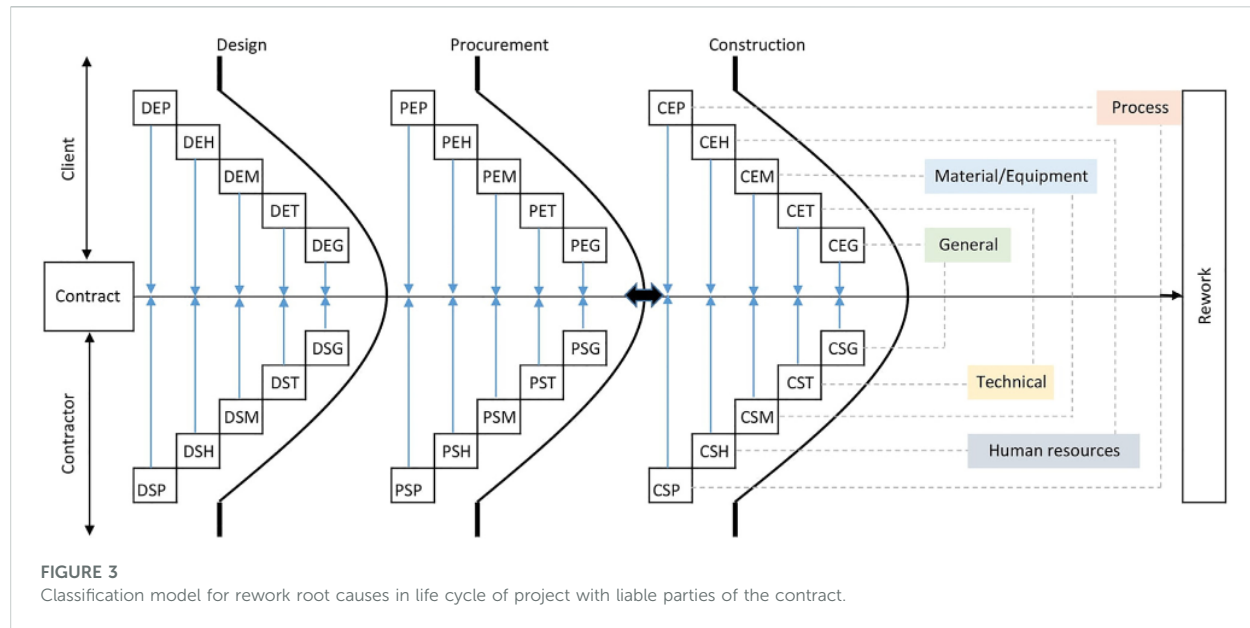 Design
Procurement
Construction
DEP
PEP
CEP
Process
DEH
PEH
CEH
DEM
PEM
CEM
Material/Equipment
DET
PET
CET
DEG
PEG
CEG
General
Client
Contract
Contractor
Rework
DSG
PSG
CSG
DST
PST
CST
Technical
DSM
PSM
CSM
DSH
PSH
CSH
Human resources
DSP
PSP
CSP
FIGURE 3
Classification model for rework root causes in life cycle of project with liable parties of the contract.